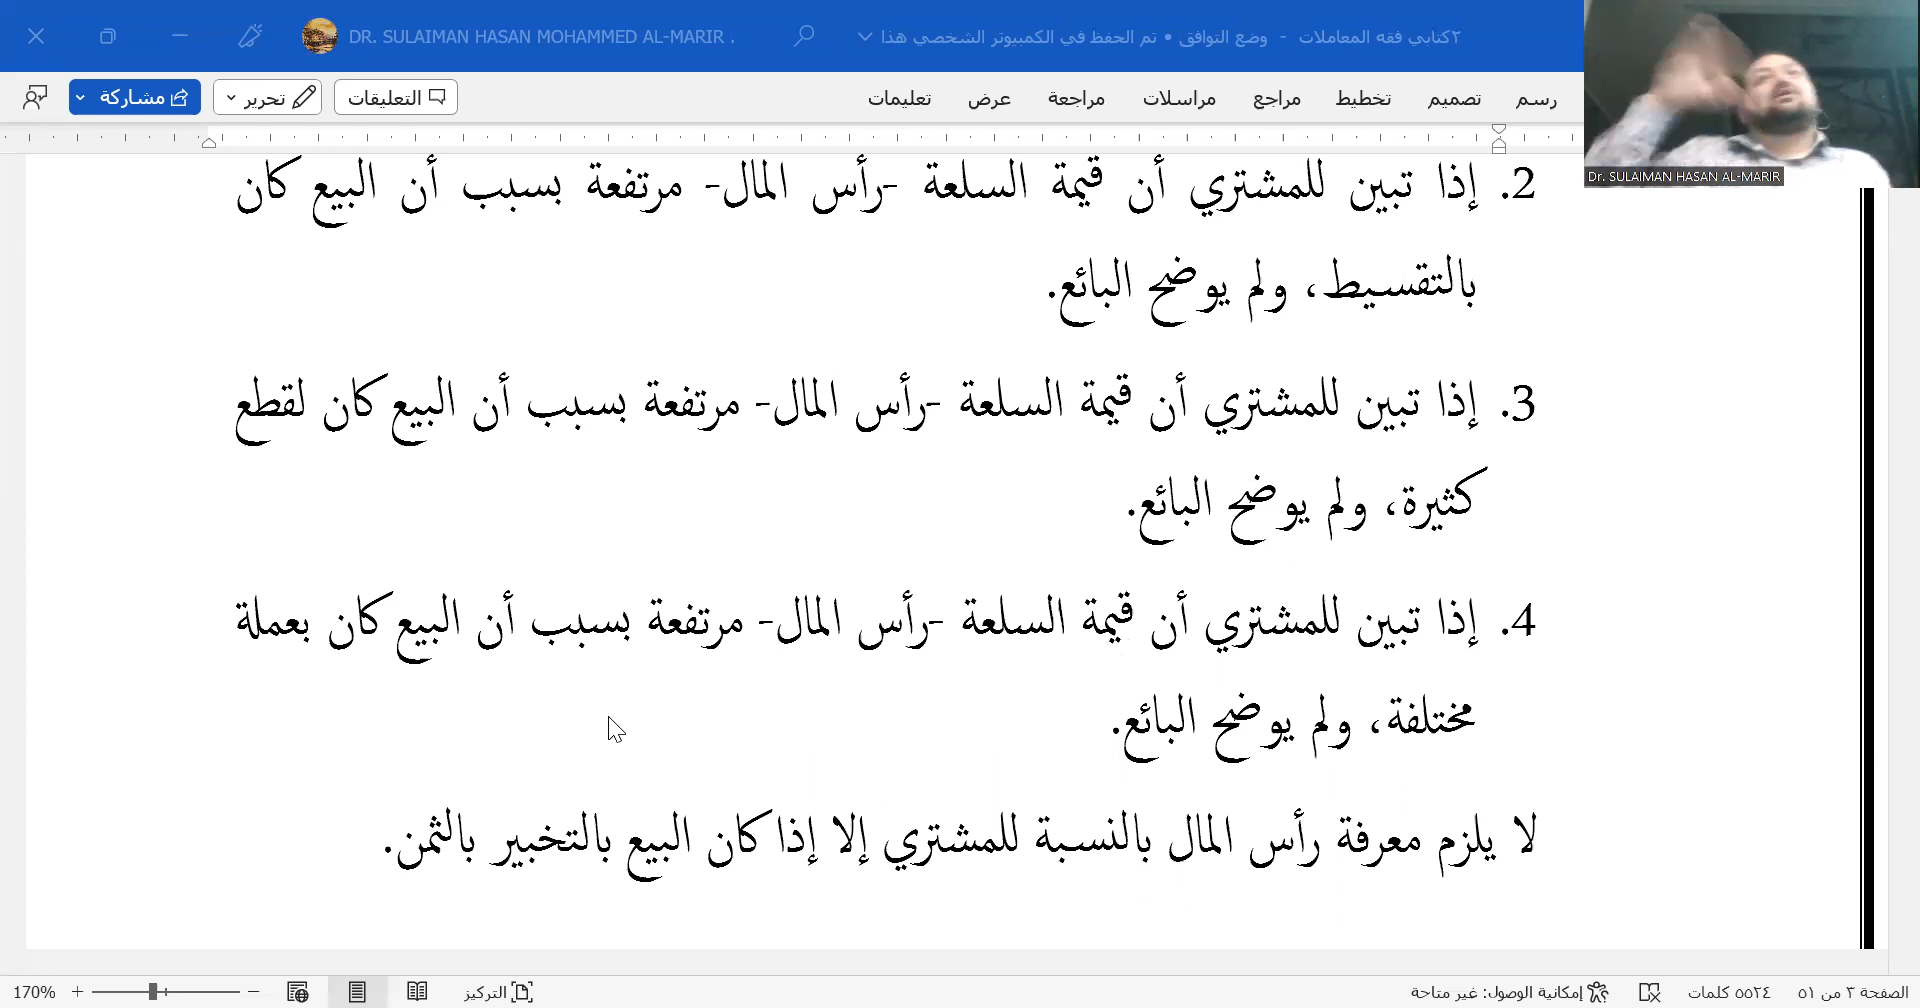 ٢كتابي فقه المعاملات - وضع التوافق • تم الحفظ في الكمبيوتر الشخصي هذا
DR. SULAIMAN HASAN MOHAMMED AL-MARIR .
رسم تصميم تخطيط مراجع مراسلات مراجعة عرض تعليمات
التعليقات تحرير مشاركة
Dr. SULAIMAN HASAN AL-MARIR
2. إذا تبين للمشتري أن قيمة السلعة -رأس المال- مرتفعة بسبب أن البيع كان
بالتقسيط، ولم يوضح البائع.
3. إذا تبين للمشتري أن قيمة السلعة -رأس المال- مرتفعة بسبب أن البيع كان لقطع
كثيرة، ولم يوضح البائع.
4. إذا تبين للمشتري أن قيمة السلعة -رأس المال- مرتفعة بسبب أن البيع كان بعملة
مختلفة، ولم يوضح البائع.
لا يلزم معرفة رأس المال بالنسبة للمشتري إلا إذا كان البيع بالتخبير بالثمن.
الصفحة ٣ من ٥١ ٥٥٢٤ كلمات إمكانية الوصول: غير متاحة التركيز 170%